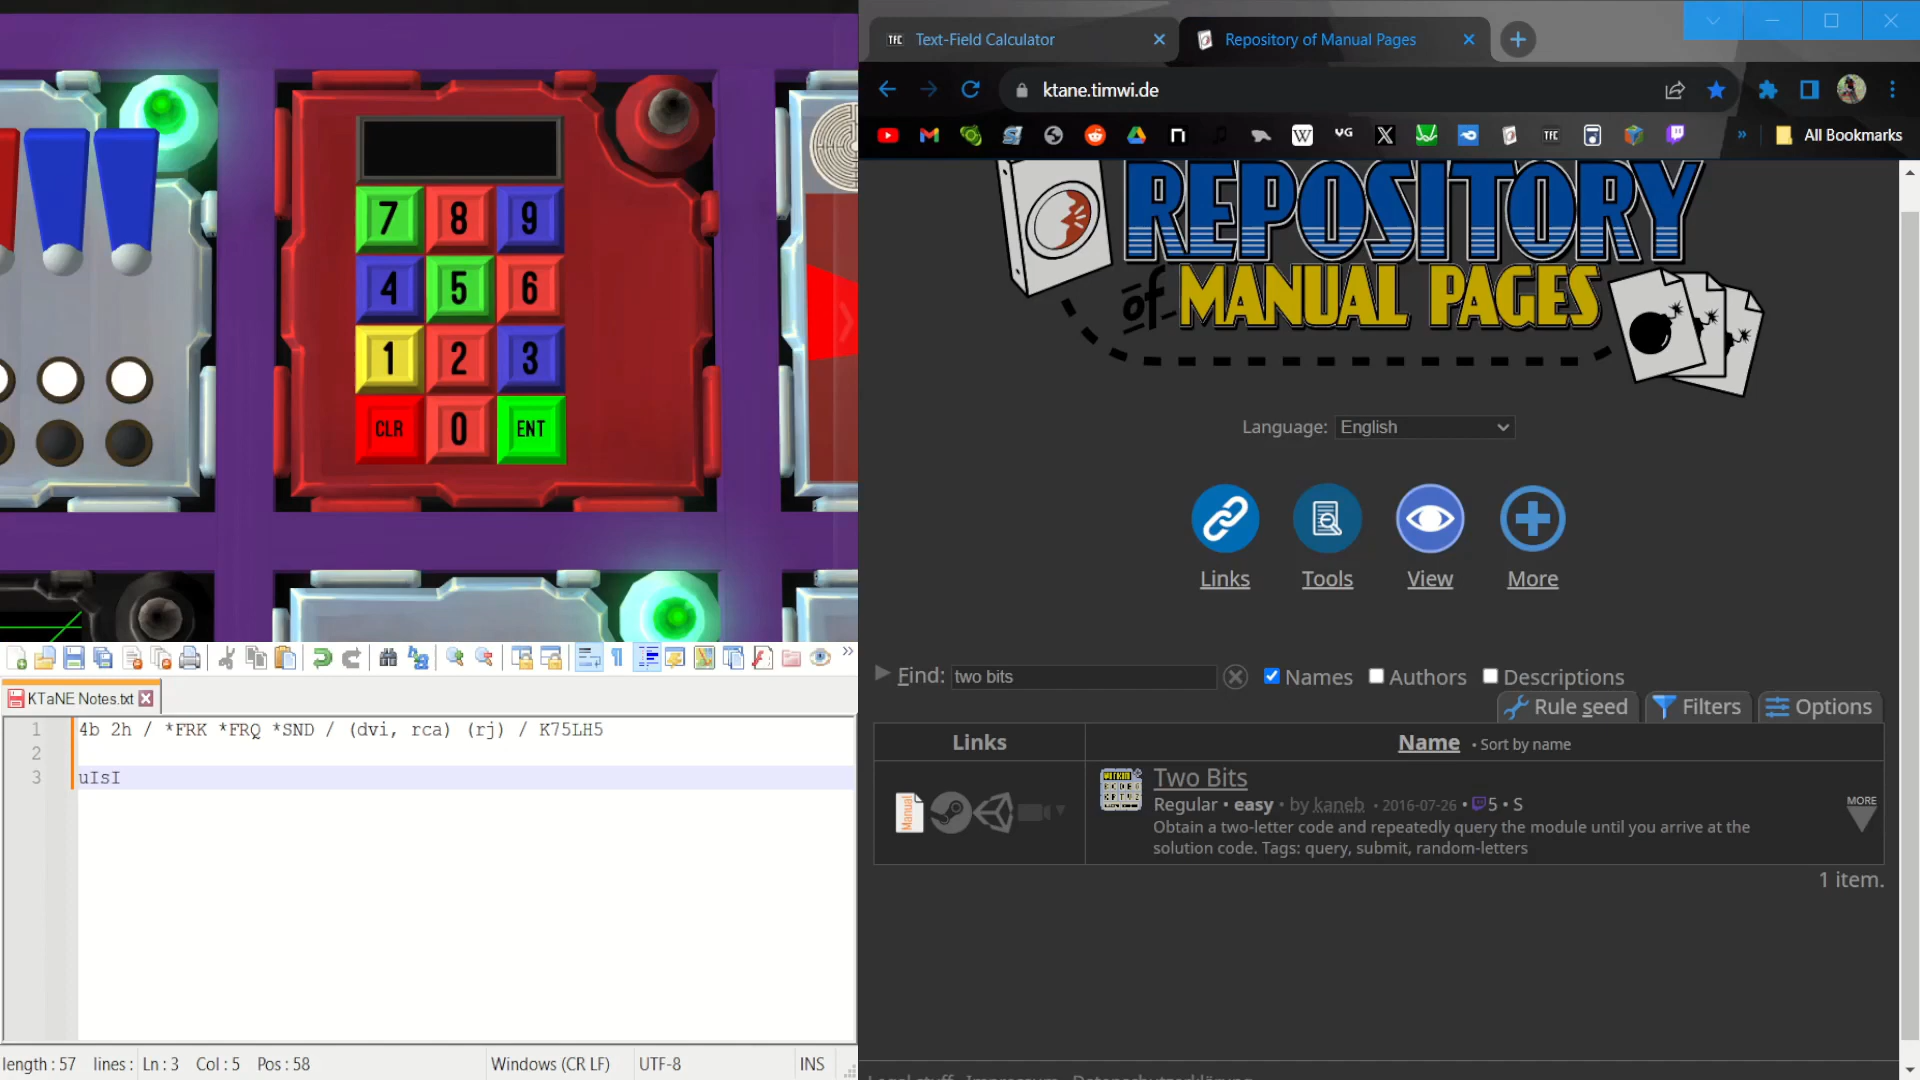 TFC Text-Field Calculator
Repository of Manual Pages
ktane.timwi.de
VG
TFC
All Bookmarks
REPOSITORY
of MANUAL PAGES
Language: English
Links
Tools
View
More
Find: two bits
Names
Authors
Descriptions
Rule seed
Filters
Options
Links
Name • Sort by name
Manual
Two Bits
Regular • easy • by kaneb • 2016-07-26 • 5 • S
Obtain a two-letter code and repeatedly query the module until you arrive at the
solution code. Tags: query, submit, random-letters
MORE
1 item.
7 8 9
4 5 6
1 2 3
CLR 0 ENT
KTaNE Notes.txt
1 4b 2h / *FRK *FRQ *SND / (dvi, rca) (rj) / K75LH5
2
3 uIsI
length : 57 lines : Ln : 3 Col : 5 Pos : 58 Windows (CR LF) UTF-8 INS